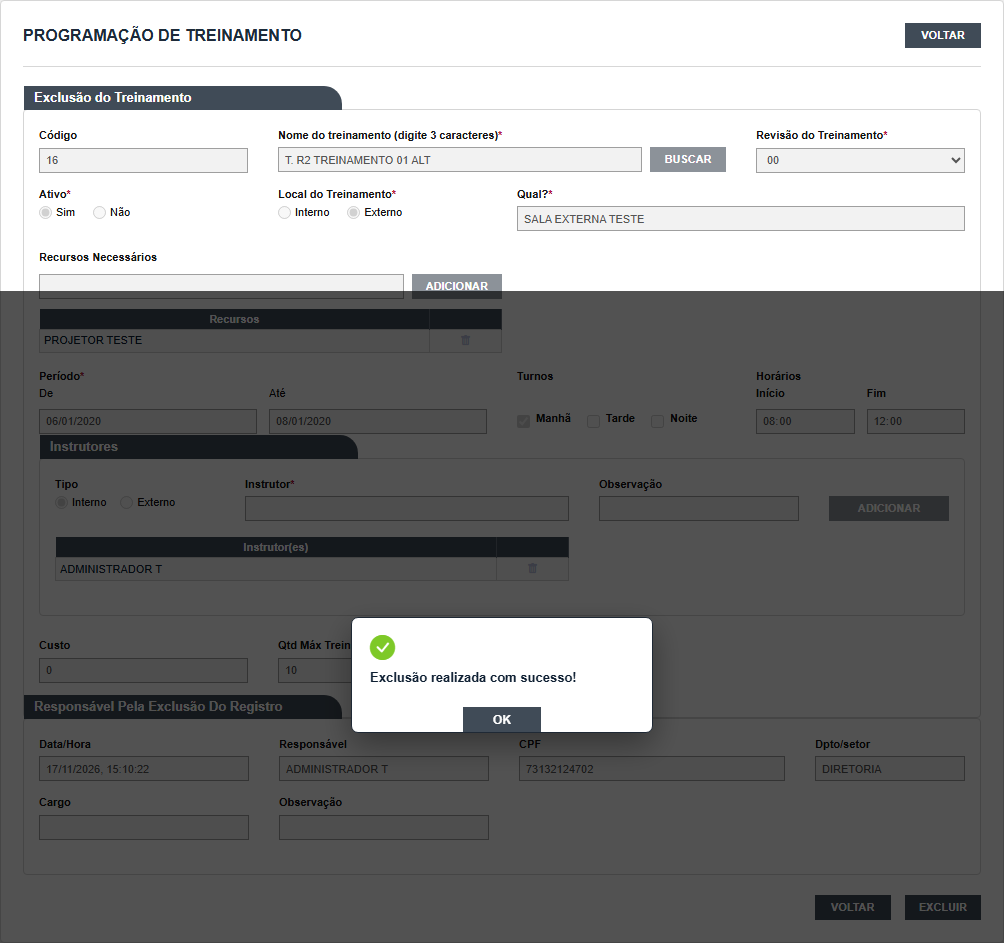 PROGRAMAÇÃO DE TREINAMENTO
VOLTAR
Exclusão do Treinamento
Código
Nome do treinamento (digite 3 caracteres)*
Revisão do Treinamento*
16
T. R2 TREINAMENTO 01 ALT
BUSCAR
00
Ativo*
Local do Treinamento*
Qual?*
Sim
Não
Interno
Externo
SALA EXTERNA TESTE
Recursos Necessários
ADICIONAR
Recursos
PROJETOR TESTE
Período*
Turnos
Horários
De
Até
Início
Fim
06/01/2020
08/01/2020
Manhã
Tarde
Noite
08:00
12:00
Instrutores
Tipo
Instrutor*
Observação
Interno
Externo
ADICIONAR
Instrutor(es)
ADMINISTRADOR T
Custo
Qtd Máx Trein
0
10
Exclusão realizada com sucesso!
OK
Responsável Pela Exclusão Do Registro
Data/Hora
Responsável
CPF
Dpto/setor
17/11/2026, 15:10:22
ADMINISTRADOR T
73132124702
DIRETORIA
Cargo
Observação
VOLTAR
EXCLUIR